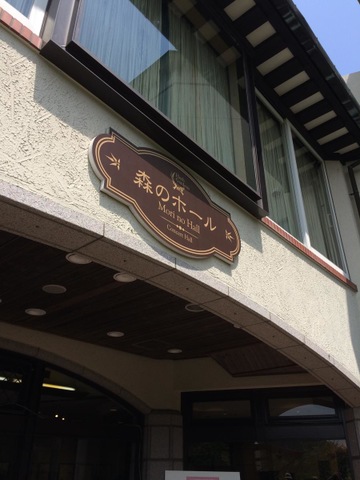 森のホール
Mori no Hall
Concert Hall